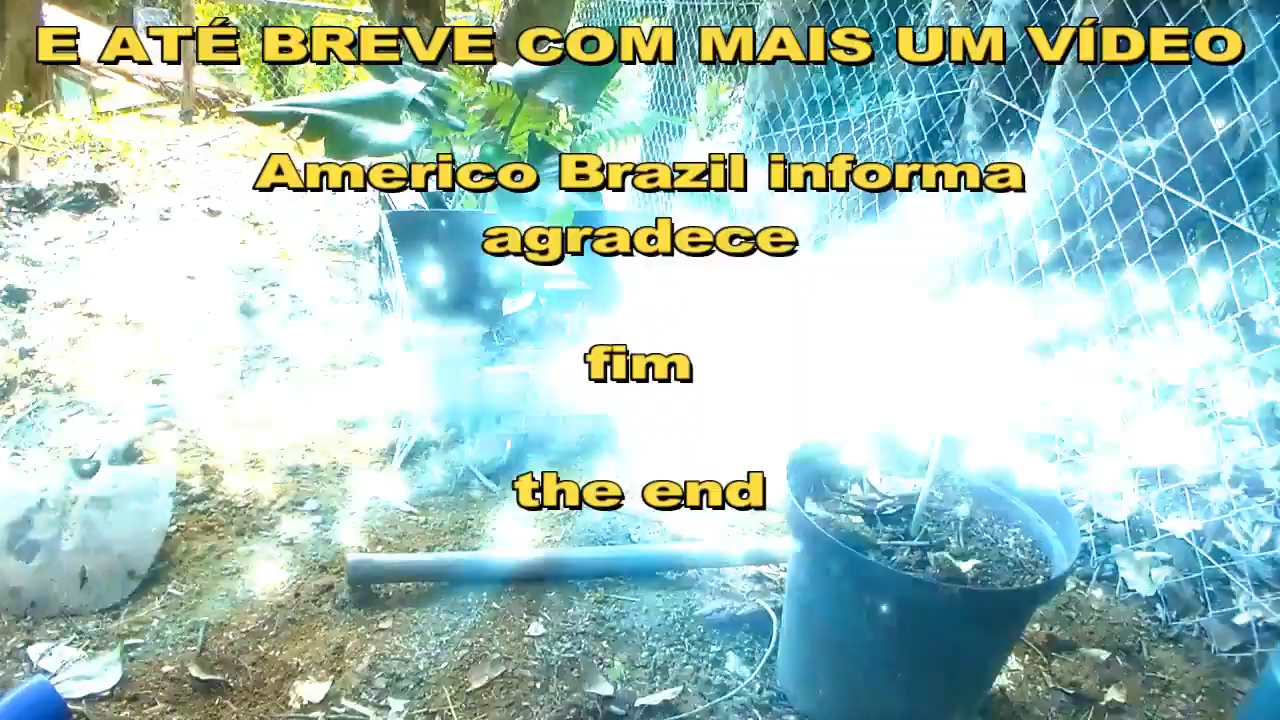 E ATÉ BREVE COM MAIS UM VÍDEO
Americo Brazil informa
agradece
fim
the end